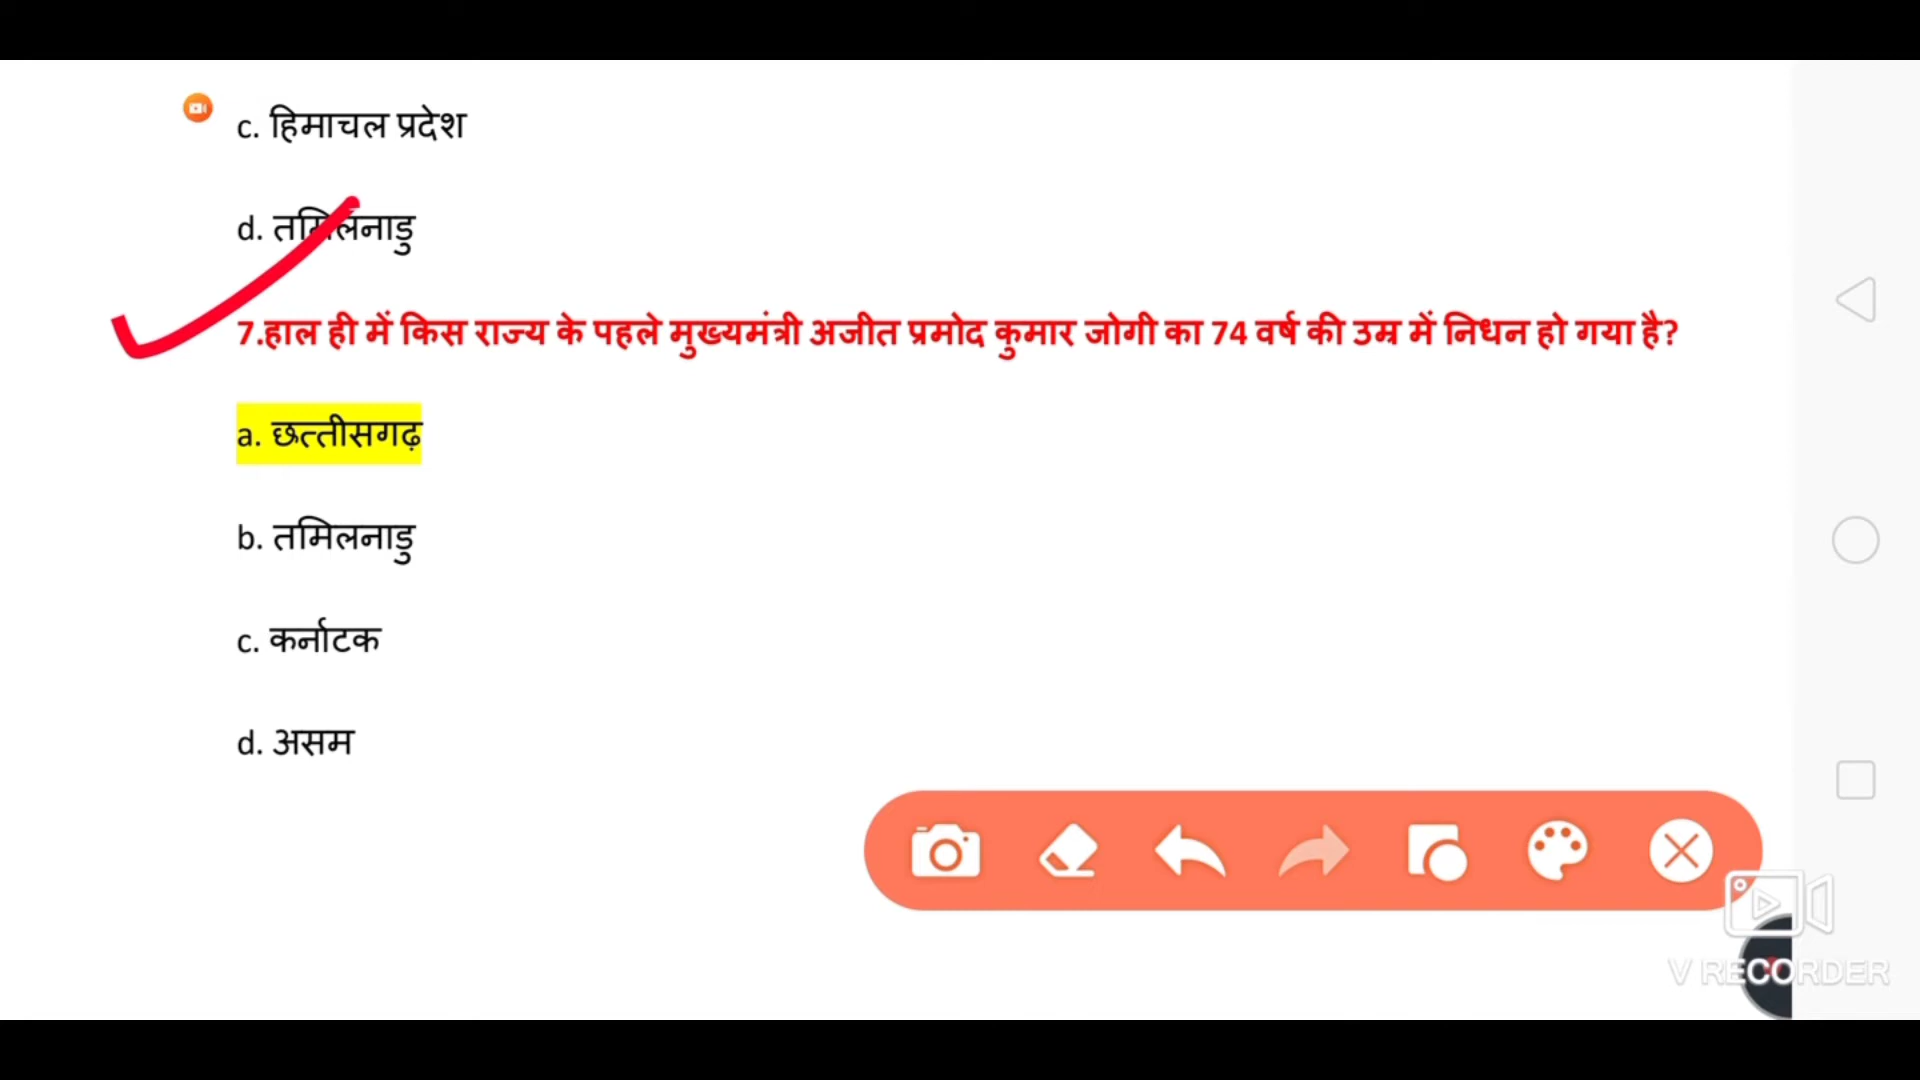 c. हिमाचल प्रदेश
d. तमिलनाडु
7.हाल ही में किस राज्य के पहले मुख्यमंत्री अजीत प्रमोद कुमार जोगी का 74 वर्ष की उम्र में निधन हो गया है?
a. छत्तीसगढ़
b. तमिलनाडु
c. कर्नाटक
d. असम
V RECORDER